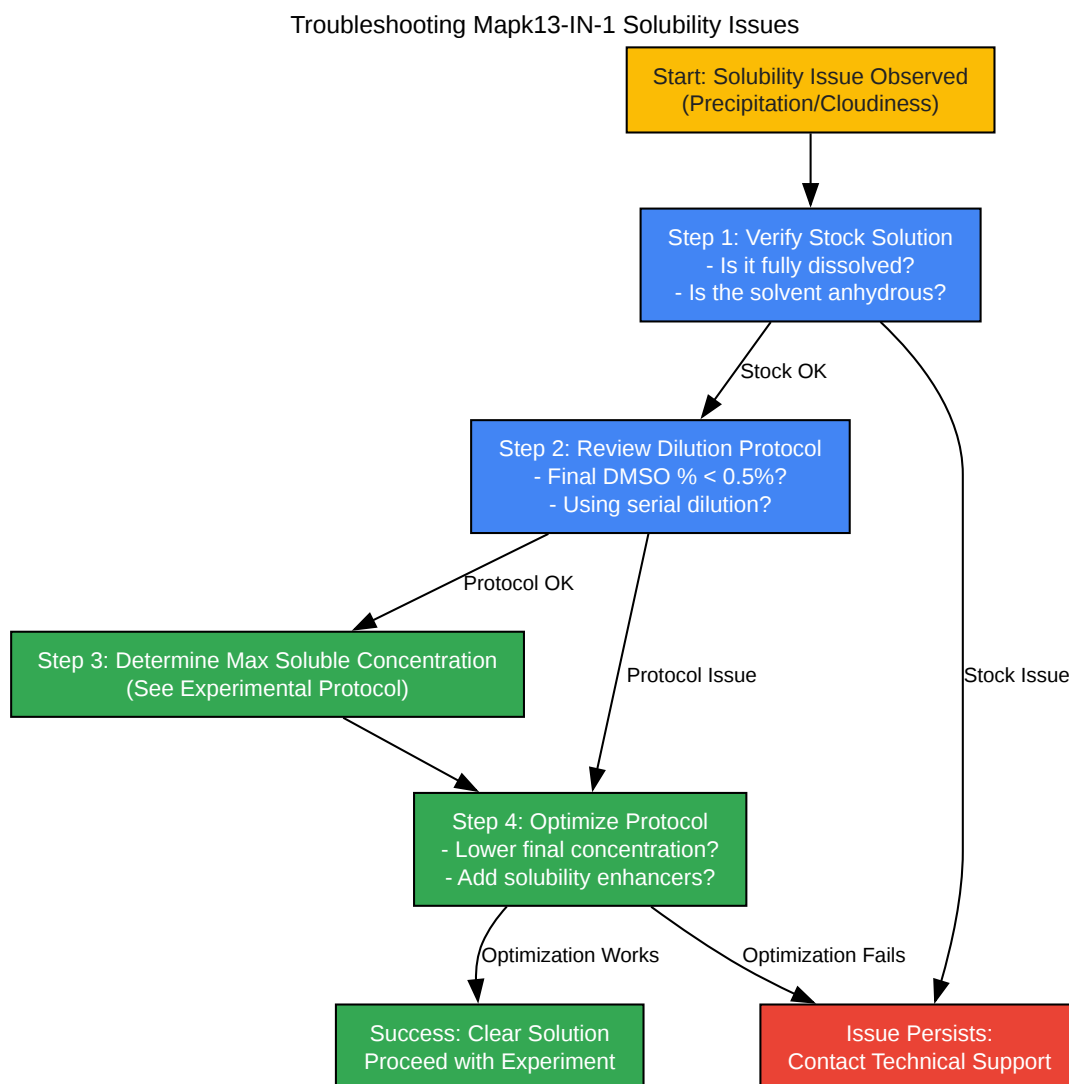 Troubleshooting Mapk13-IN-1 Solubility Issues
Start: Solubility Issue Observed
(Precipitation/Cloudiness)
Step 1: Verify Stock Solution
- Is it fully dissolved?
- Is the solvent anhydrous?
Stock OK
Step 2: Review Dilution Protocol
- Final DMSO % < 0.5%?
- Using serial dilution?
Protocol OK
Step 3: Determine Max Soluble Concentration
(See Experimental Protocol)
Protocol Issue
Stock Issue
Step 4: Optimize Protocol
- Lower final concentration?
- Add solubility enhancers?
Optimization Works
Optimization Fails
Success: Clear Solution
Proceed with Experiment
Issue Persists:
Contact Technical Support